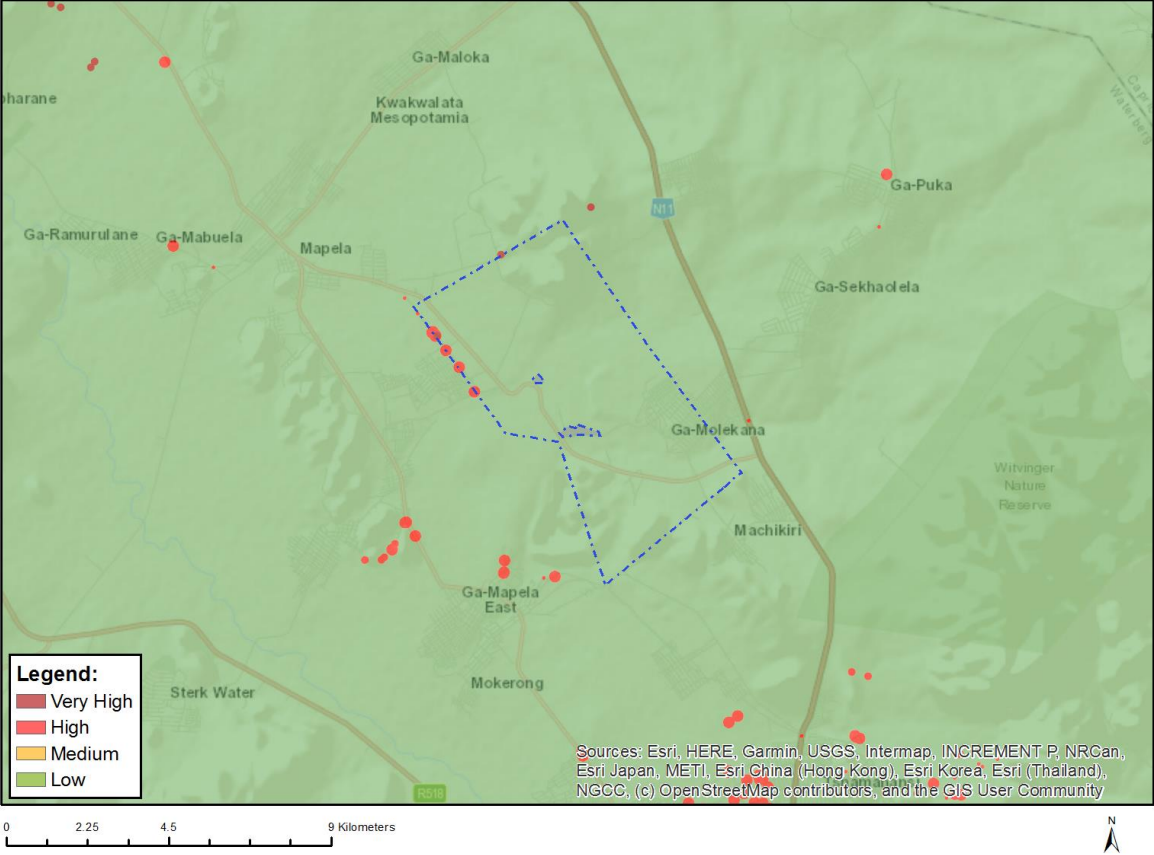 Ga-Maloka
Kwakwalata
Mesopotamia
pharane
Capri
Waterberg
Ga-Puka
N11
Ga-Ramurulane
Ga-Mabuela
Mapela
Ga-Sekhaolela
Ga-Molekana
Witvinger
Nature
Reserve
Machikiri
Ga-Mapela
East
Mokerong
Sterk Water
R518
Legend:
Very High
High
Medium
Low
Sources: Esri, HERE, Garmin, USGS, Intermap, INCREMENT P, NRCan,
Esri Japan, METI, Esri China (Hong Kong), Esri Korea, Esri (Thailand),
NGCC, (c) OpenStreetMap contributors, and the GIS User Community
0 2.25 4.5 9 Kilometers
N